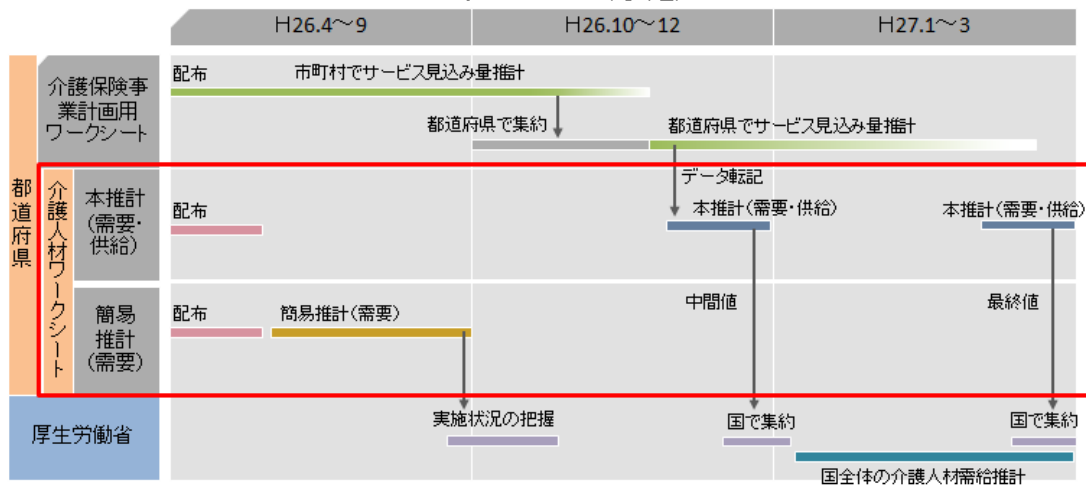 H26.4～9
H26.10～12
H27.1～3
都道府県
介護保険事
業計画用
ワークシート
配布
市町村でサービス見込み量推計
都道府県で集約
都道府県でサービス見込み量推計
データ転記
介護人材ワークシート
本推計
(需要・
供給)
配布
本推計(需要・供給)
本推計(需要・供給)
中間値
最終値
簡易
推計
(需要)
配布
簡易推計(需要)
厚生労働省
実施状況の把握
国で集約
国で集約
国全体の介護人材需給推計